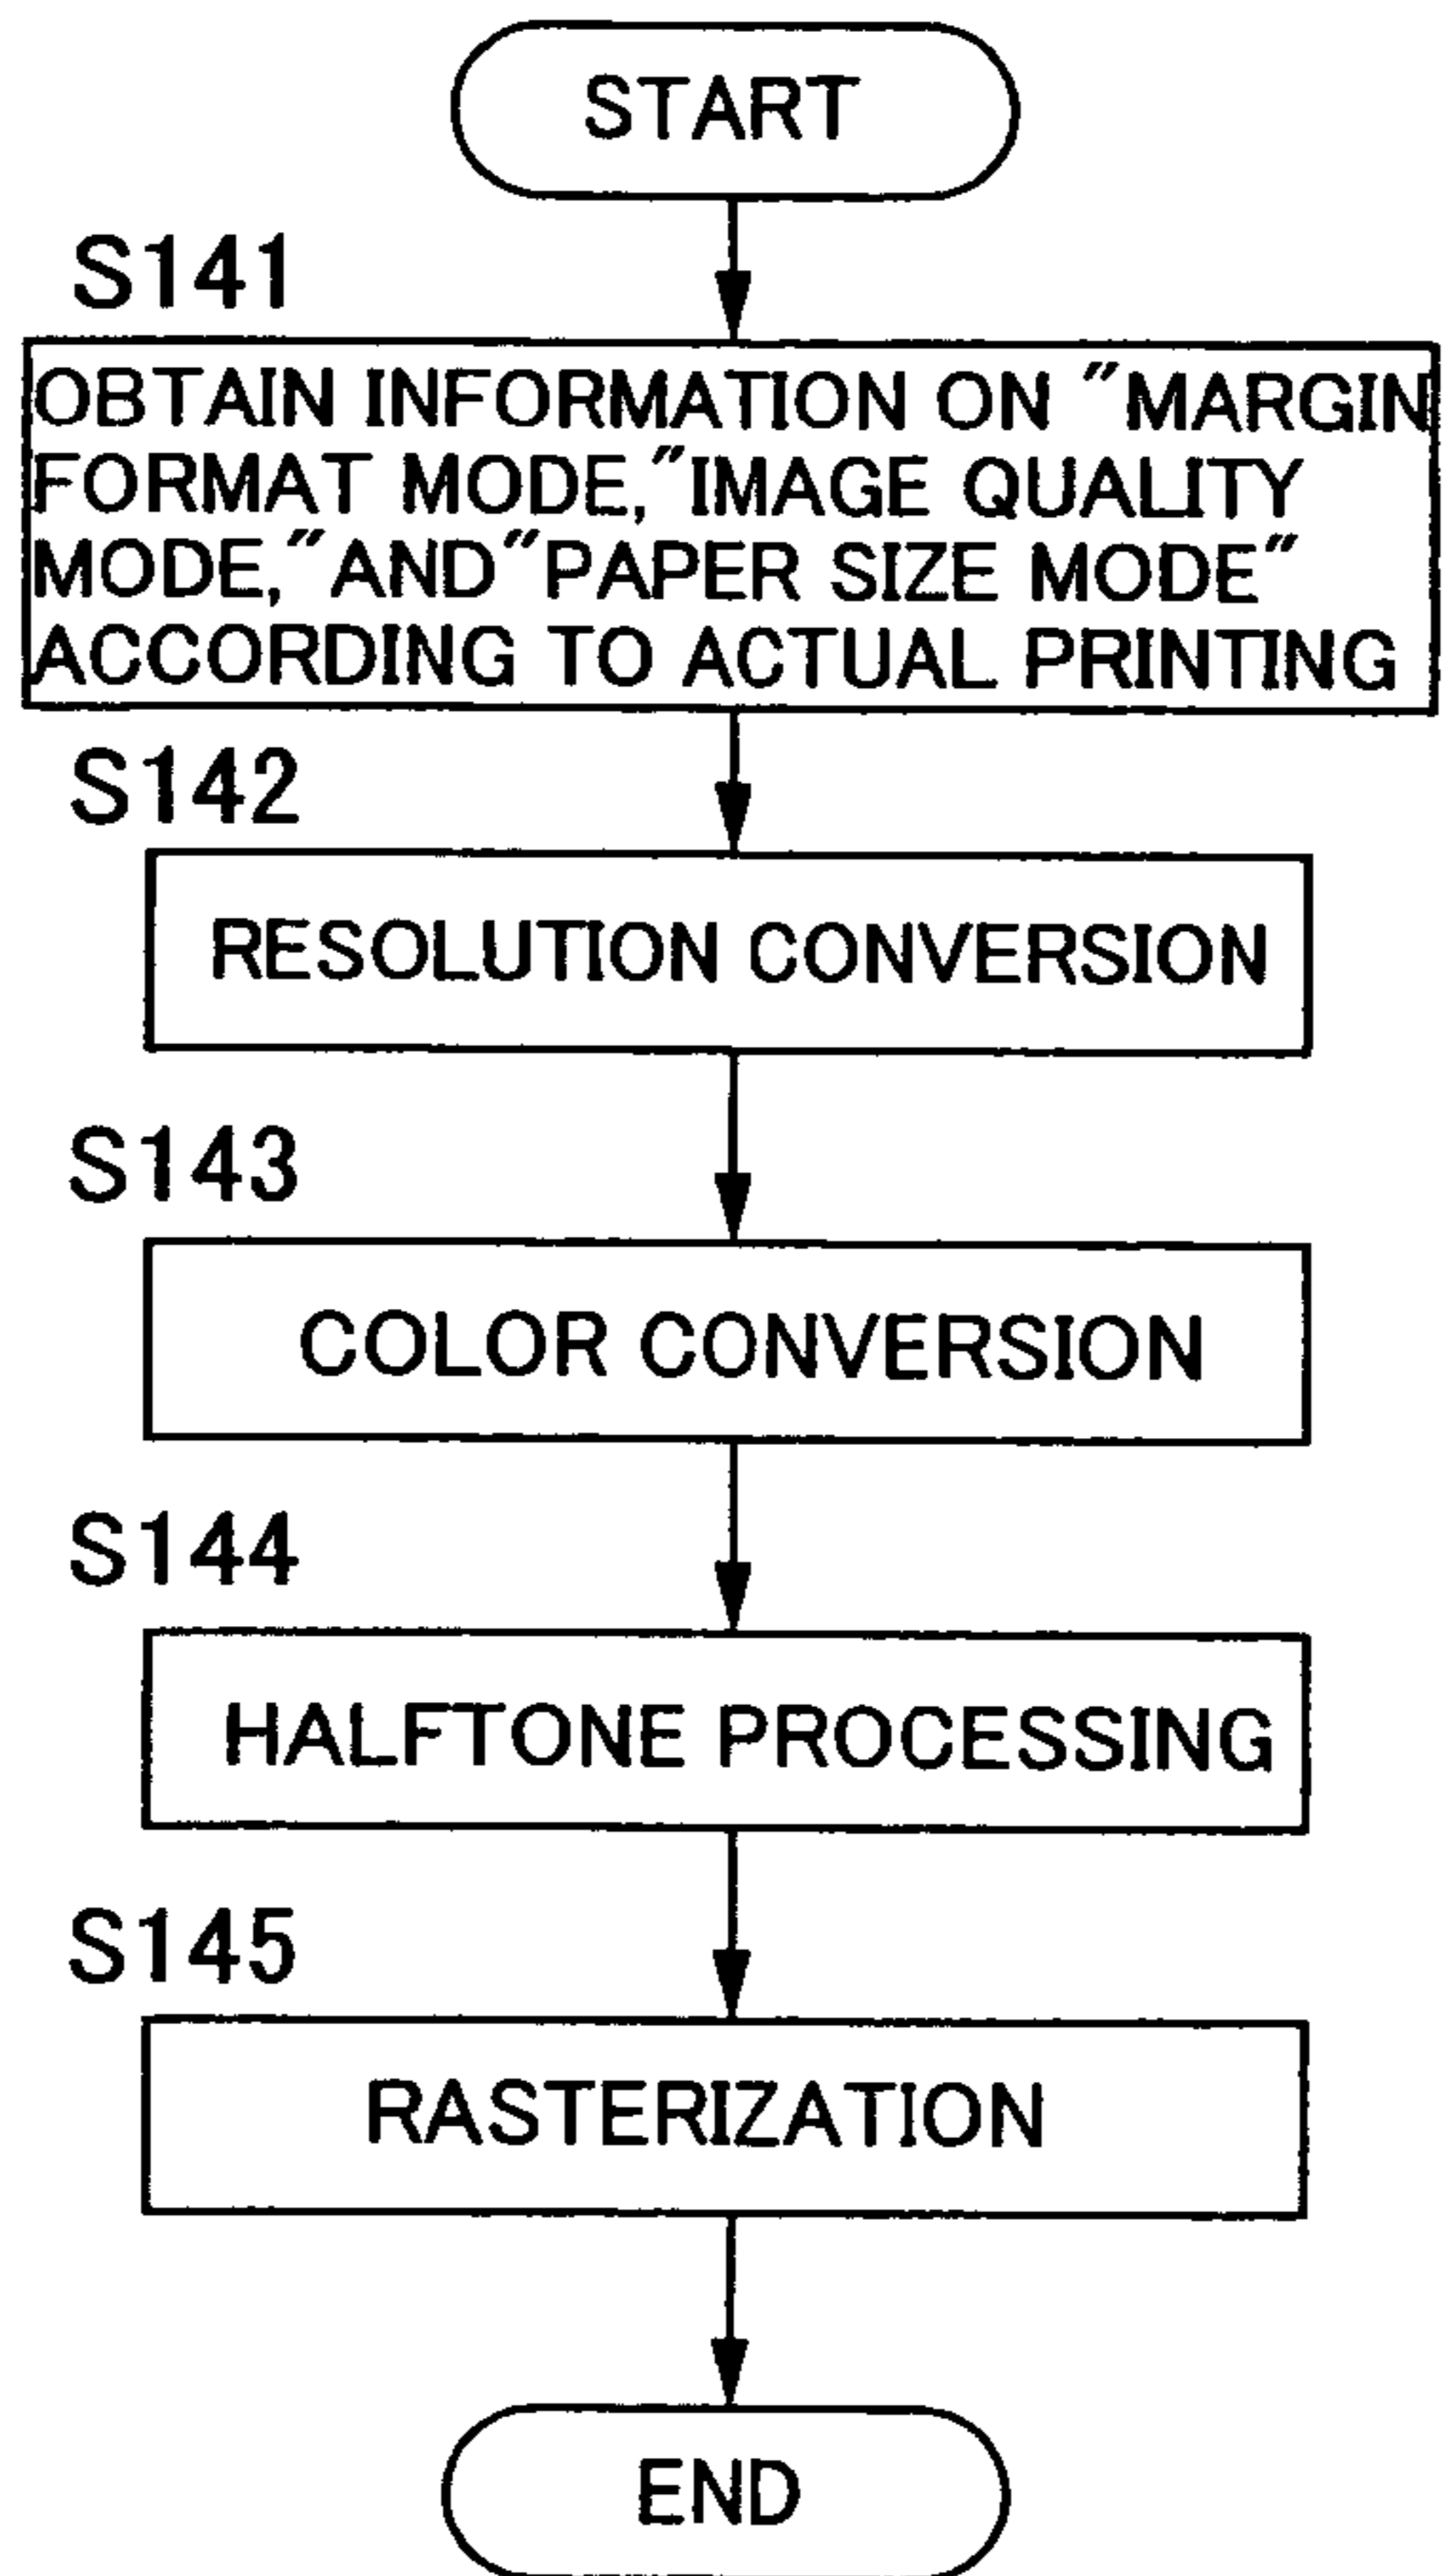 START
S141
OBTAIN INFORMATION ON "MARGIN
FORMAT MODE,"IMAGE QUALITY
MODE,"AND"PAPER SIZE MODE"
ACCORDING TO ACTUAL PRINTING
S142
RESOLUTION CONVERSION
S143
COLOR CONVERSION
S144
HALFTONE PROCESSING
S145
RASTERIZATION
END